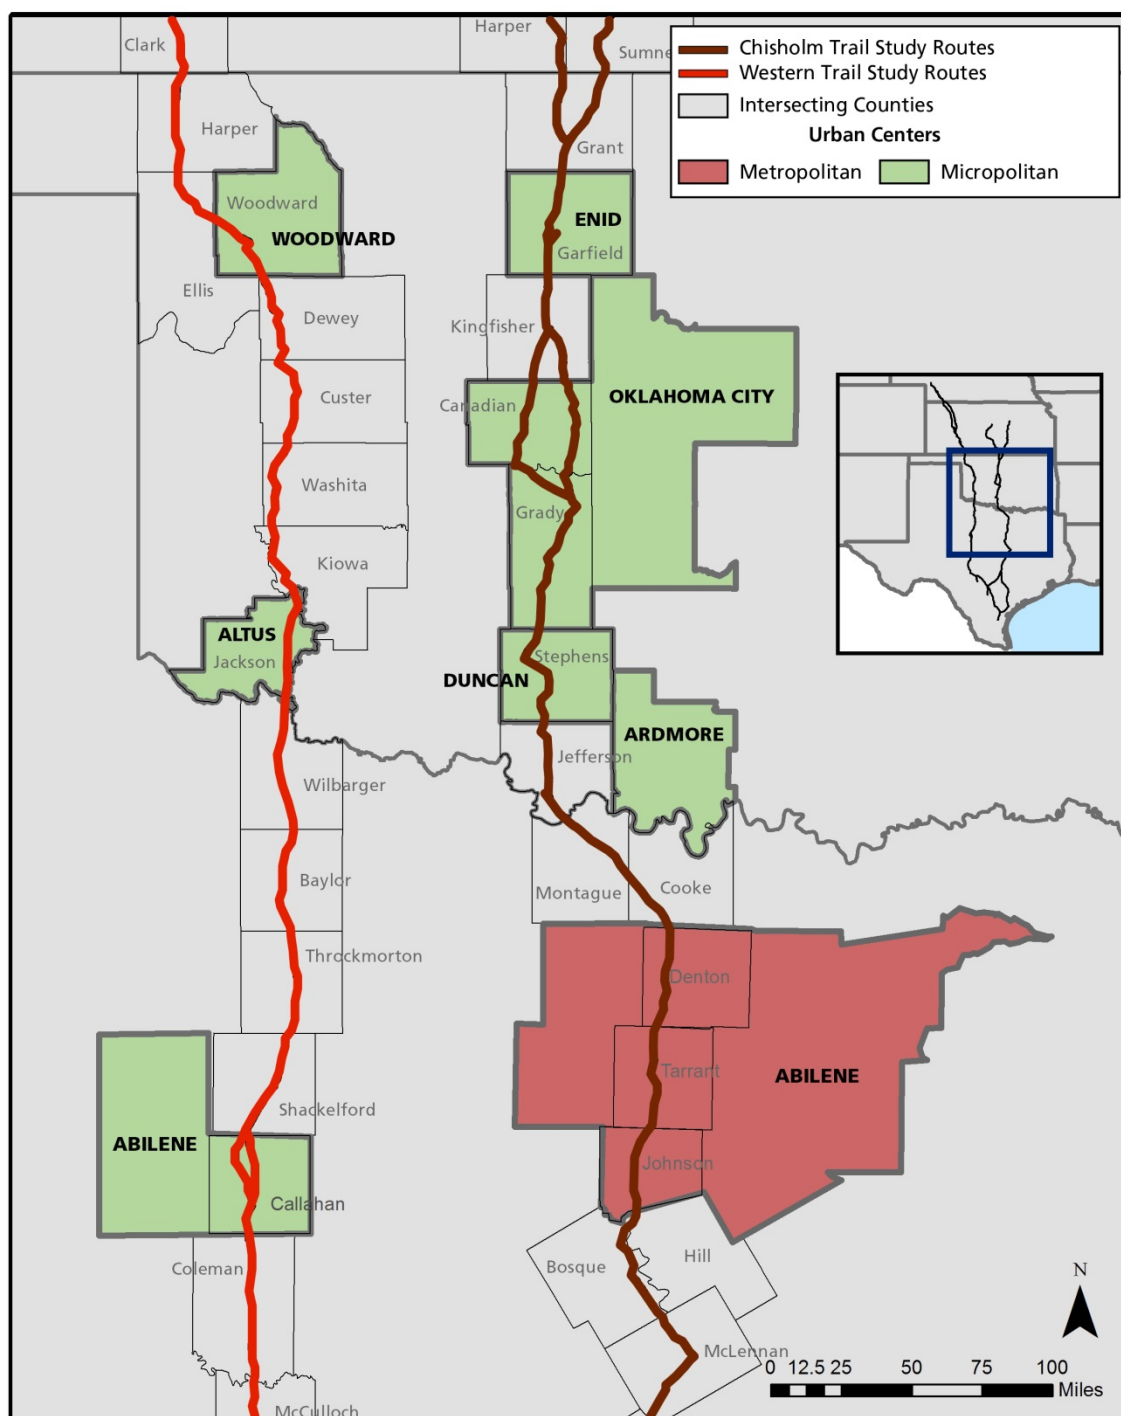 Clark
Harper
Sumne
Chisholm Trail Study Routes
Western Trail Study Routes
Intersecting Counties
Urban Centers
Metropolitan
Micropolitan
Harper
Grant
Woodward
WOODWARD
ENID
Garfield
Ellis
Dewey
Kingfisher
Custer
Canadian
OKLAHOMA CITY
Washita
Grady
Kiowa
ALTUS
Jackson
Stephens
DUNCAN
ARDMORE
Jefferson
Wilbarger
Baylor
Montague
Cooke
Throckmorton
Denton
Tarrant
ABILENE
Shackelford
ABILENE
Johnson
Callahan
Coleman
Bosque
Hill
McLennan
McCulloch
N
0 12.5 25 50 75 100
Miles